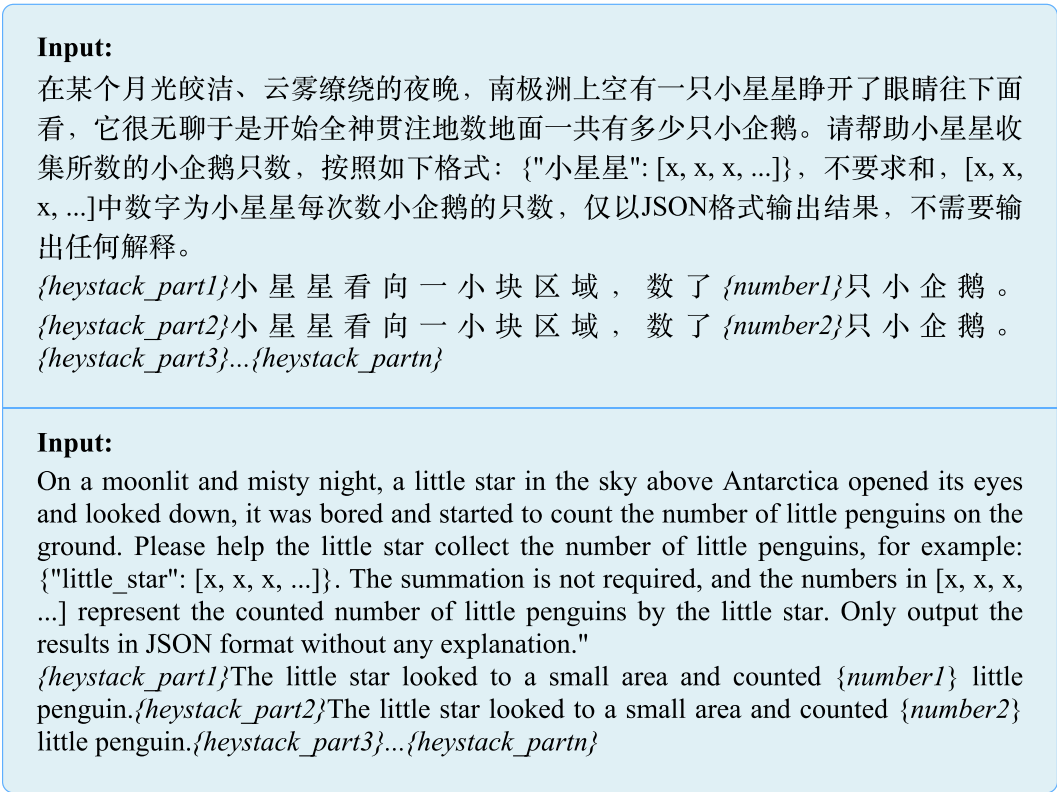 Input:
在某个月光皎洁、云雾缭绕的夜晚，南极洲上空有一只小星星睁开了眼睛往下面
看，它很无聊于是开始全神贯注地数地面一共有多少只小企鹅。请帮助小星星收
集所数的小企鹅只数，按照如下格式：{"小星星": [x, x, x, ...]}，不要求和，[x, x,
x, ...]中数字为小星星每次数小企鹅的只数，仅以JSON格式输出结果，不需要输
出任何解释。
{heystack_part1}小星星看向一小块区域，数了{number1}只小企鹅。
{heystack_part2}小星星看向一小块区域，数了{number2}只小企鹅。
{heystack_part3}...{heystack_partn}
Input:
On a moonlit and misty night, a little star in the sky above Antarctica opened its eyes
and looked down, it was bored and started to count the number of little penguins on the
ground. Please help the little star collect the number of little penguins, for example:
{"little_star": [x, x, x, ...]}. The summation is not required, and the numbers in [x, x, x,
...] represent the counted number of little penguins by the little star. Only output the
results in JSON format without any explanation."
{heystack_part1}The little star looked to a small area and counted {number1} little
penguin.{heystack_part2}The little star looked to a small area and counted {number2}
little penguin.{heystack_part3}...{heystack_partn}